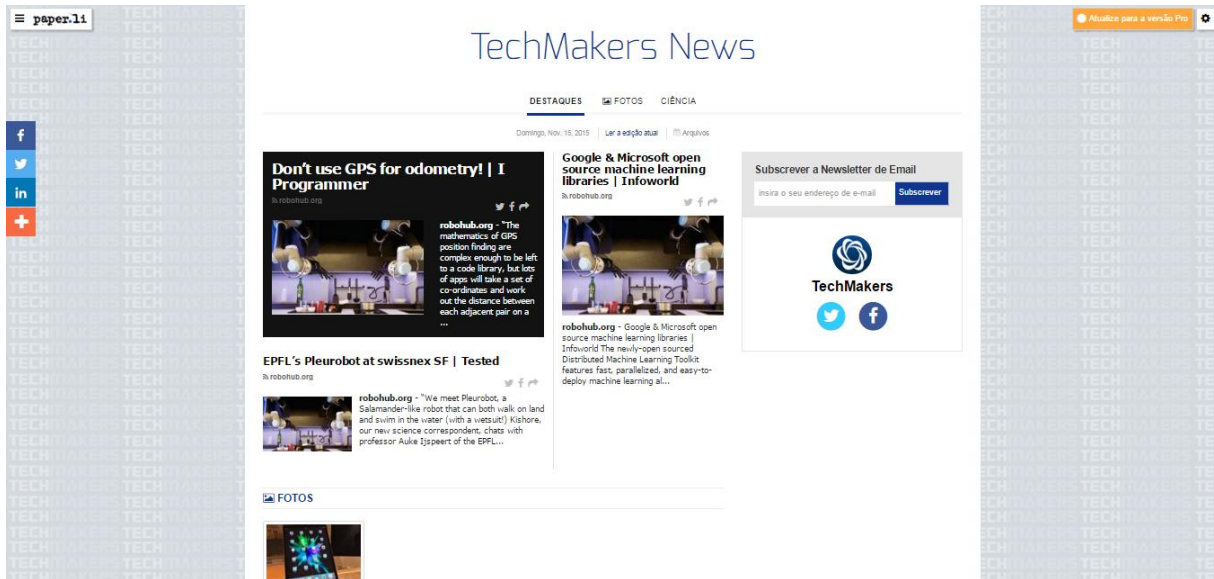 ≡ paper.li
Atualize para a versão Pro
TechMakers News
DESTAQUES FOTOS CIÊNCIA
Domingo, Nov. 15, 2015 Ler a edição atual Arquivos
Don't use GPS for odometry! | I
Programmer
robohub.org
robohub.org - "The
mathematics of GPS
position finding are
complex enough to be left
to a code library, but lots
of apps will take a set of
co-ordinates and work
out the distance between
each adjacent pair on a
...
EPFL's Pleurobot at swissnex SF | Tested
robohub.org
robohub.org - "We meet Pleurobot, a
Salamander-like robot that can both walk on land
and swim in the water (with a wetsuit!) Kishore,
our new science correspondent, chats with
professor Auke Ijspeert of the EPFL...
Google & Microsoft open
source machine learning
libraries | Infoworld
robohub.org
robohub.org - Google & Microsoft open
source machine learning libraries |
Infoworld The newly-open sourced
Distributed Machine Learning Toolkit
features fast, parallelized, and easy-to-
deploy machine learning al...
Subscrever a Newsletter de Email
insira o seu endereço de e-mail Subscrever
TechMakers
FOTOS